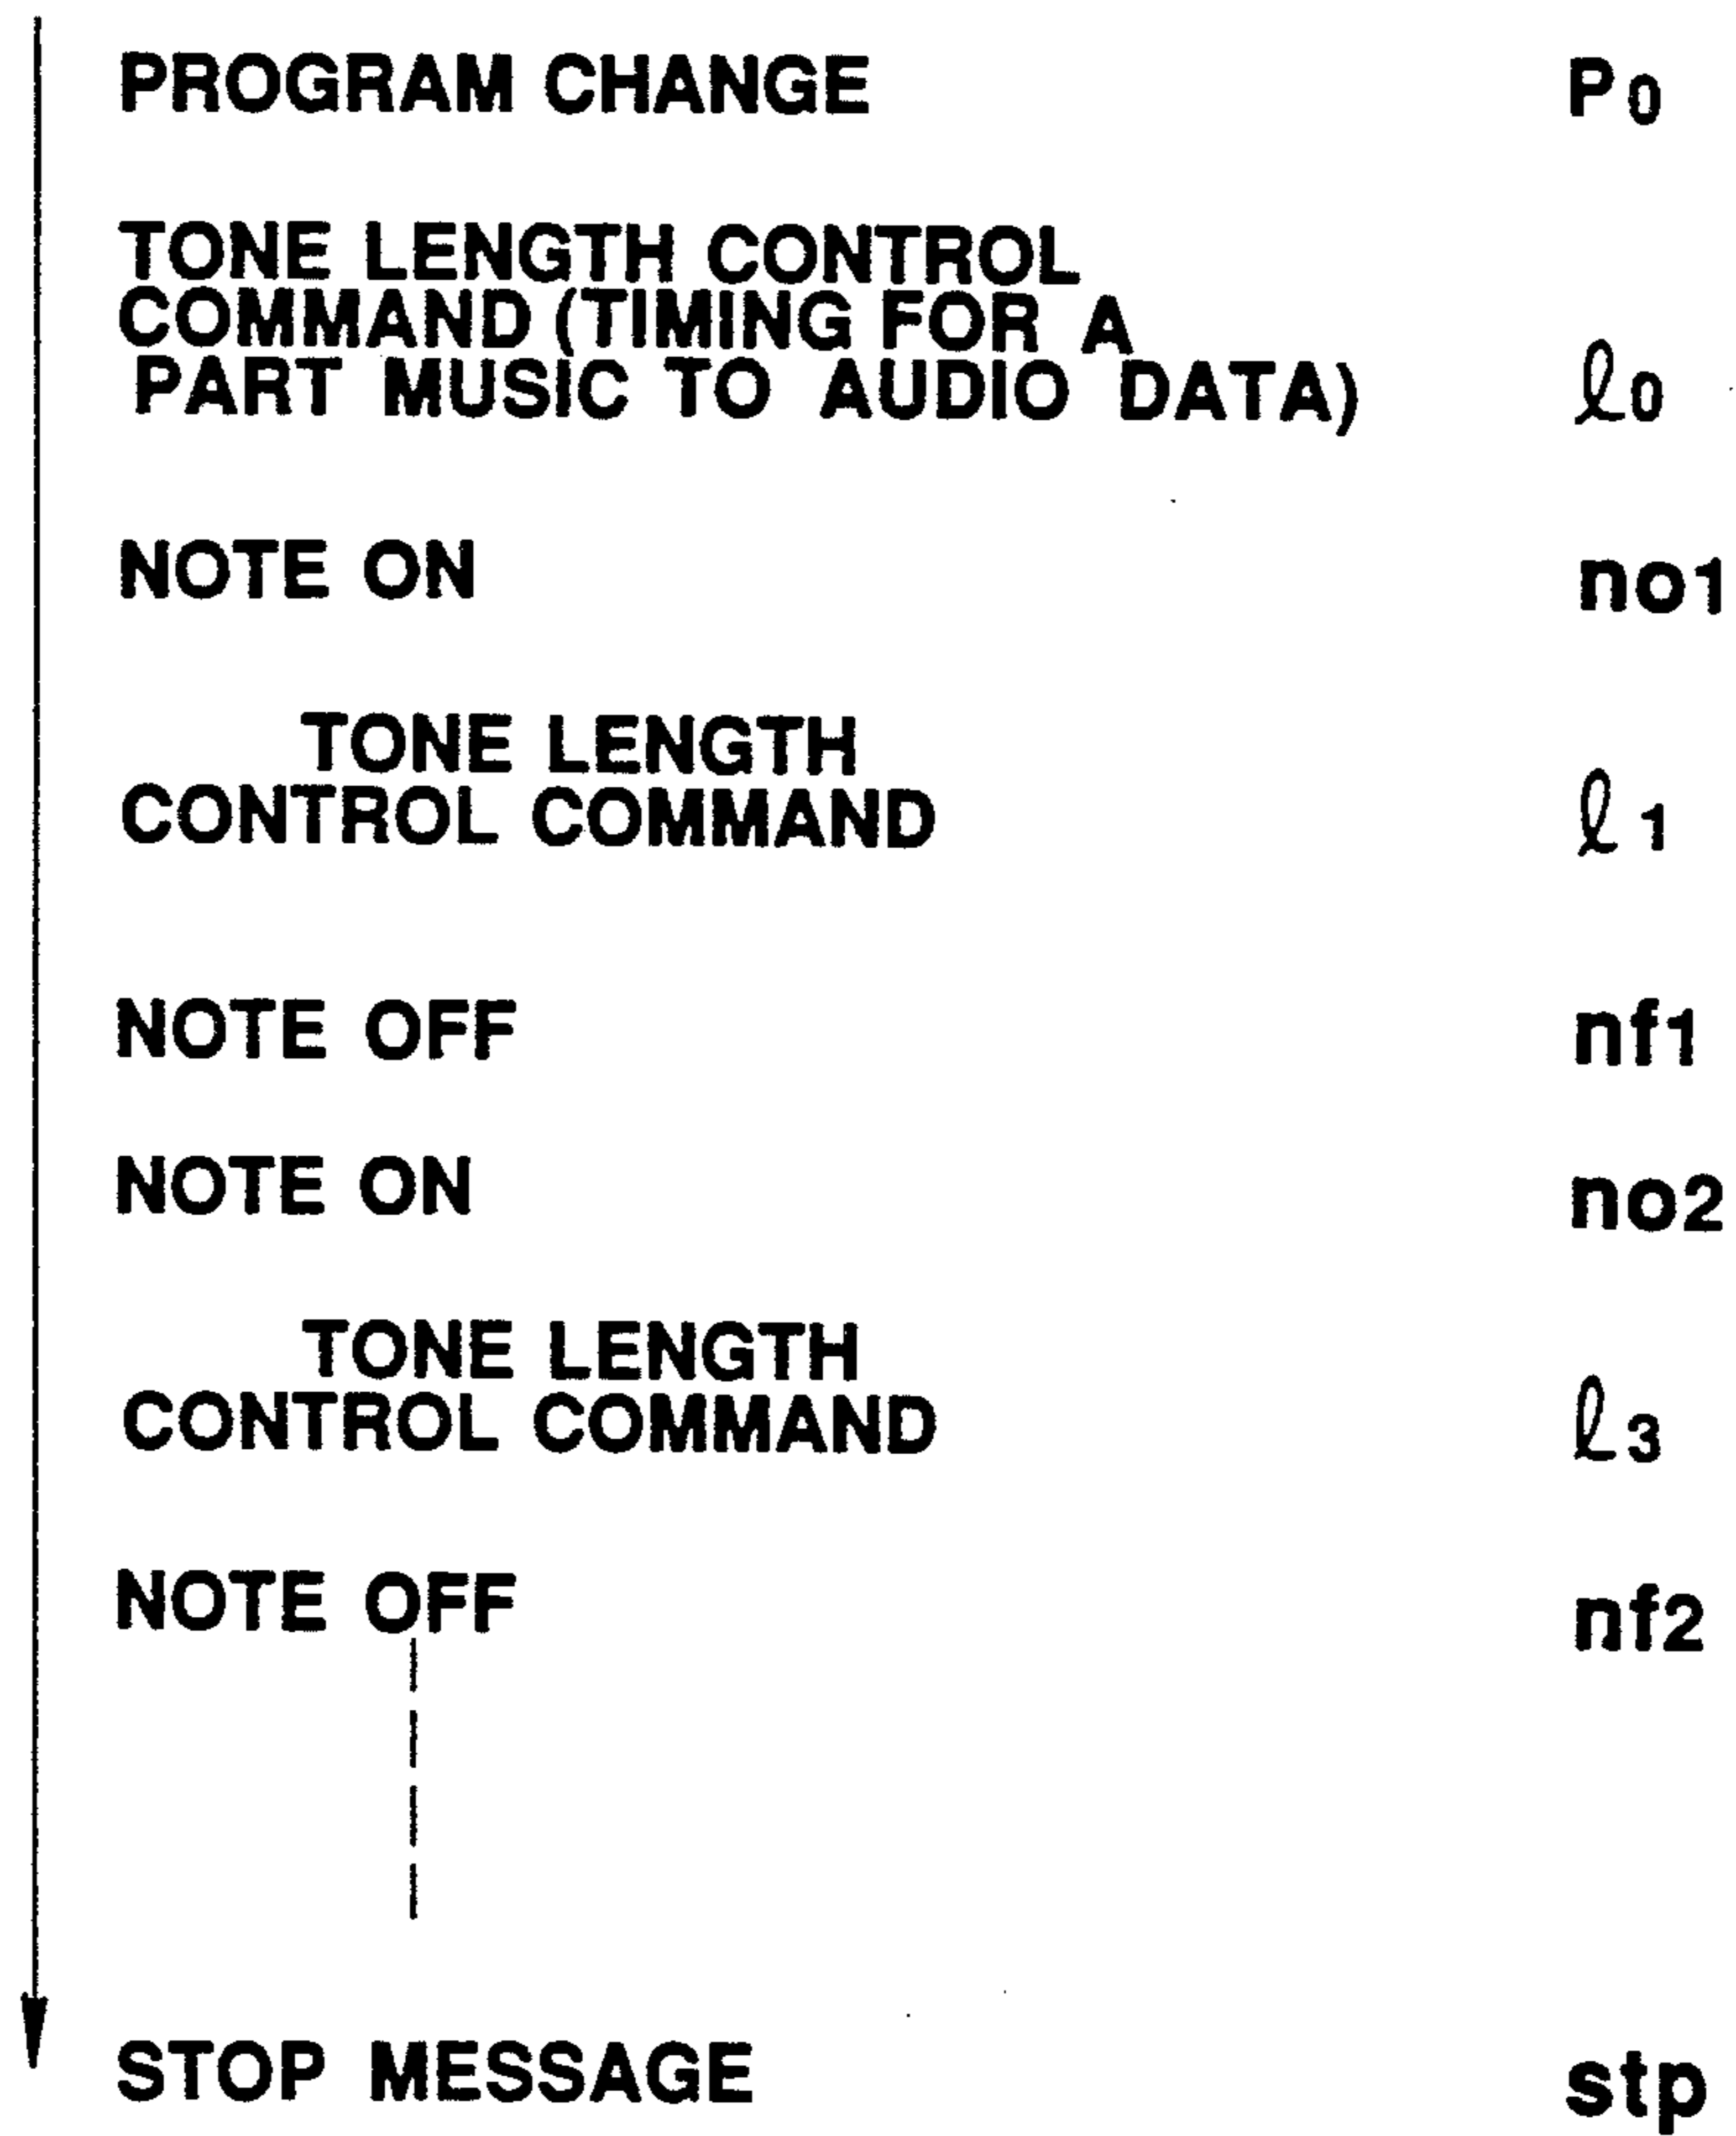 PROGRAM CHANGE P0
TONE LENGTH CONTROL
COMMAND (TIMING FOR A
PART MUSIC TO AUDIO DATA) ℓ0
NOTE ON no1
TONE LENGTH
CONTROL COMMAND ℓ1
NOTE OFF nf1
NOTE ON no2
TONE LENGTH
CONTROL COMMAND ℓ3
NOTE OFF nf2
STOP MESSAGE stp